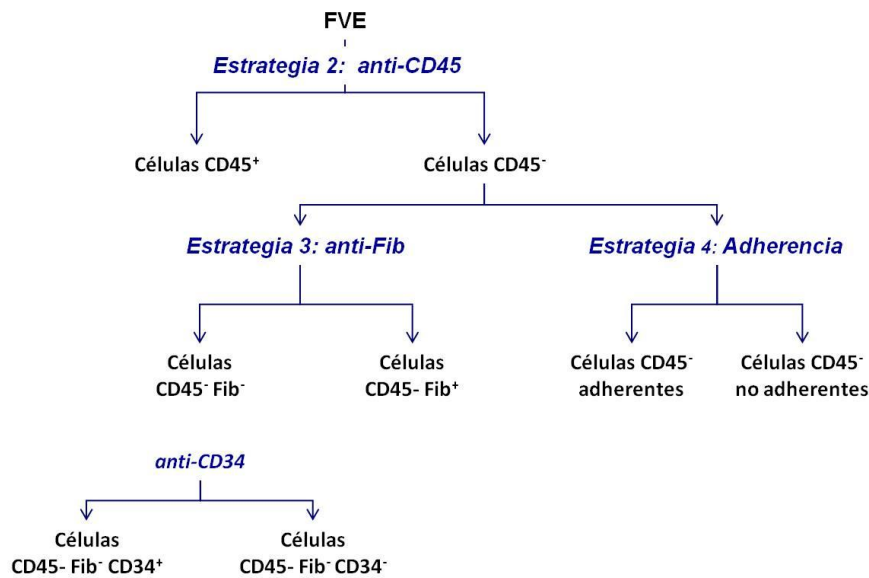 FVE
Estrategia 2: anti-CD45
Células CD45⁺
Células CD45⁻
Estrategia 3: anti-Fib
Estrategia 4: Adherencia
Células
CD45⁻ Fib⁻
Células
CD45- Fib⁺
Células CD45⁻
adherentes
Células CD45⁻
no adherentes
anti-CD34
Células
CD45- Fib⁻ CD34⁺
Células
CD45- Fib⁻ CD34⁻